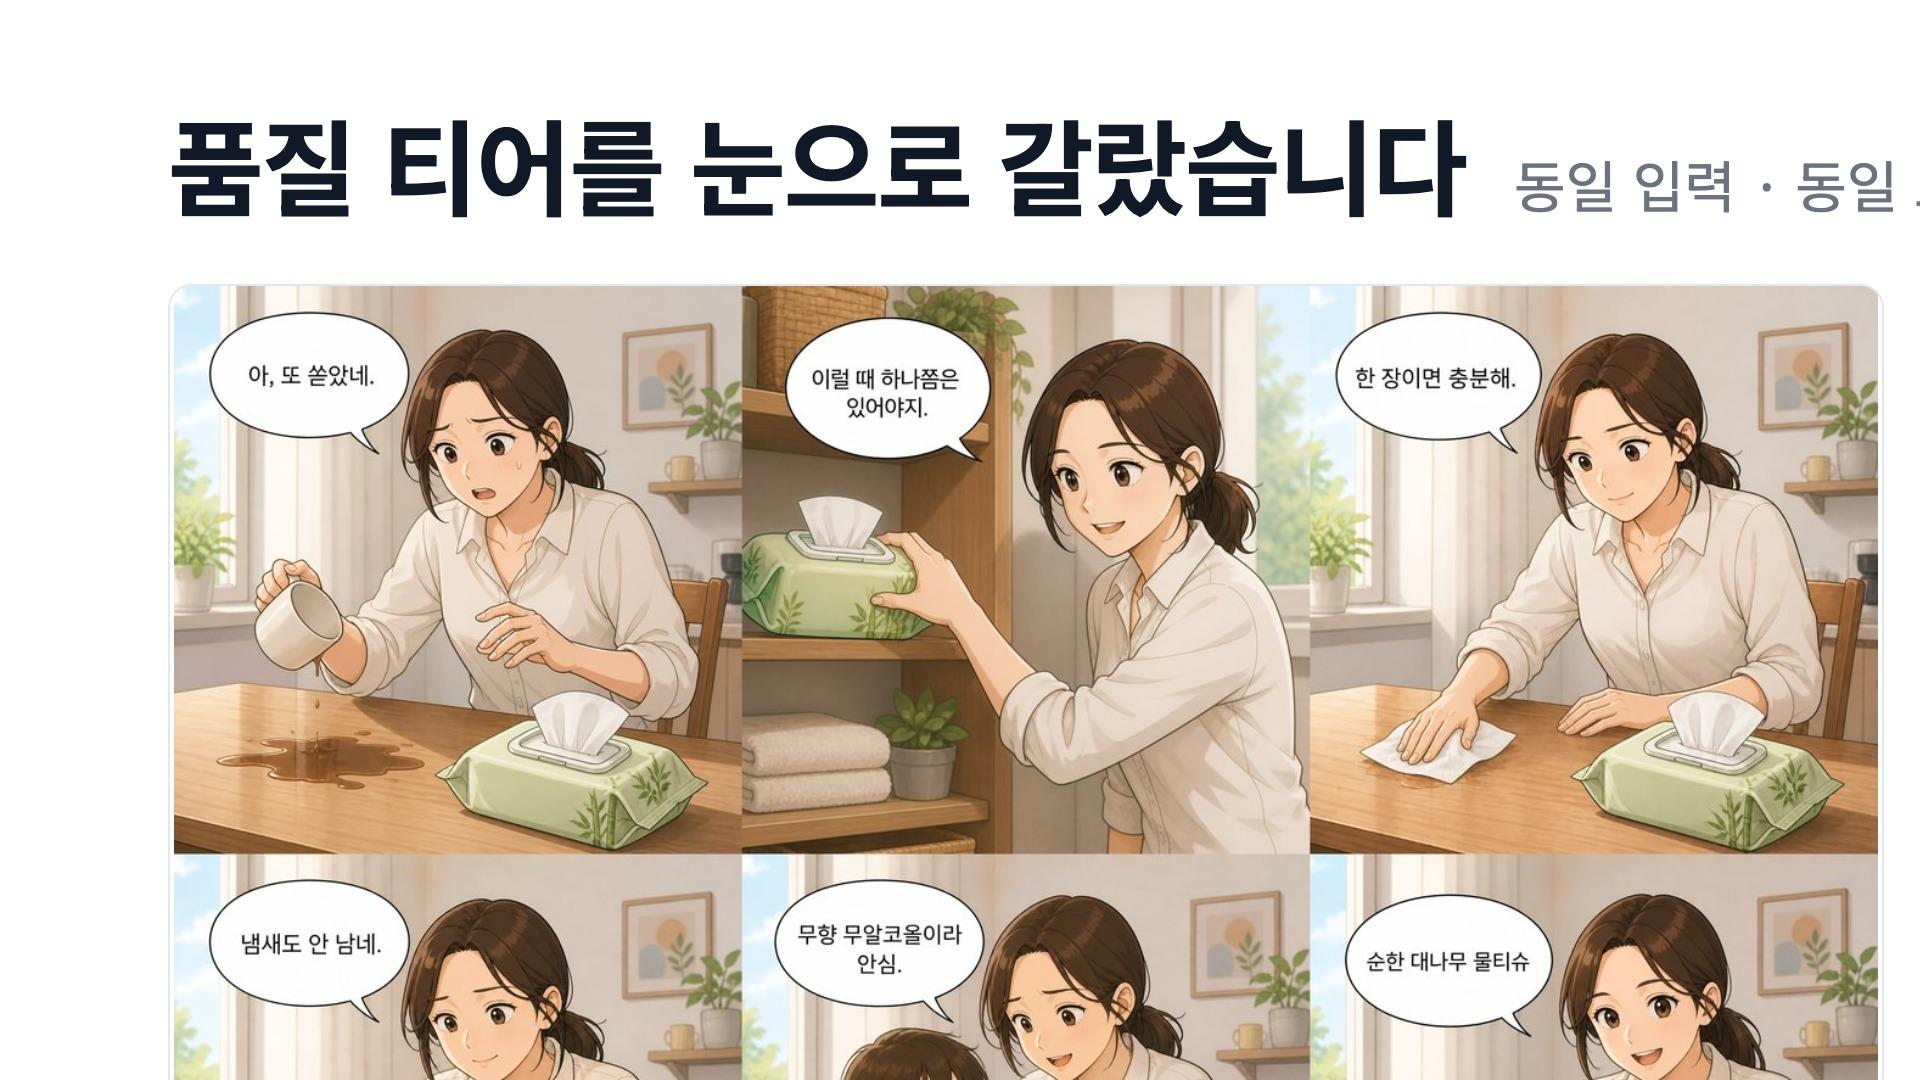 품질 티어를 눈으로 갈랐습니다
동일 입력 · 동일
아, 또 쏟았네.
이럴 때 하나쯤은
있어야지.
한 장이면 충분해.
냄새도 안 남네.
무향 무알코올이라
안심.
순한 대나무 물티슈